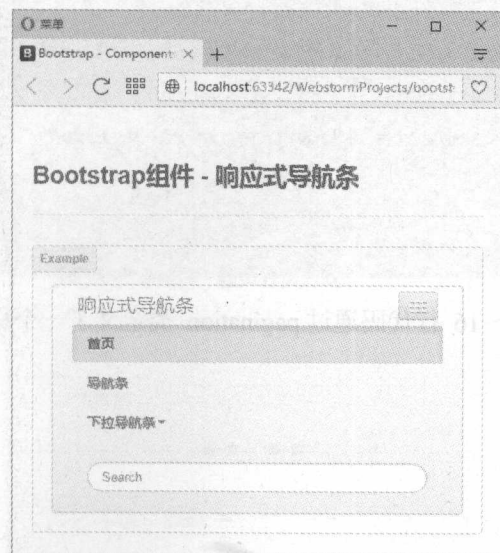 菜单
Bootstrap - Component
localhost:63342/WebstormProjects/bootst
Bootstrap组件 - 响应式导航条
Example
响应式导航条
首页
导航条
下拉导航条
Search